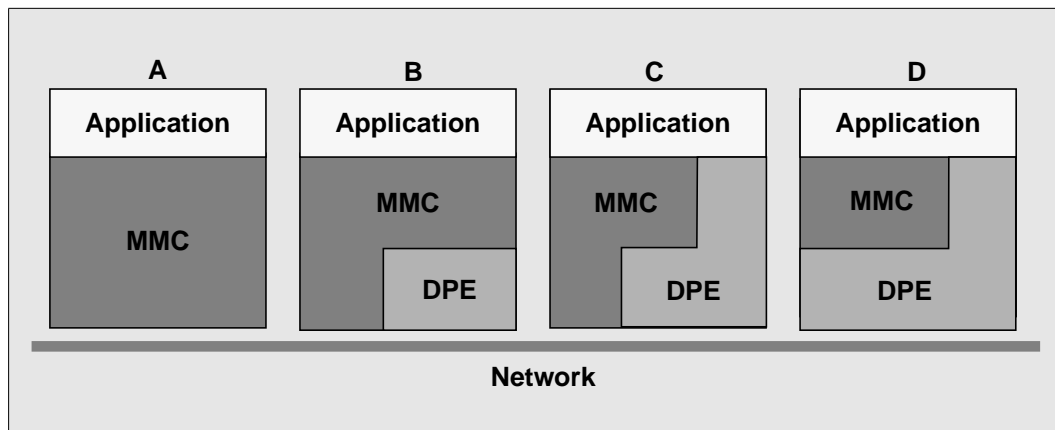 A
B
C
D
Application
Application
Application
Application
MMC
MMC
DPE
MMC
DPE
MMC
DPE
Network